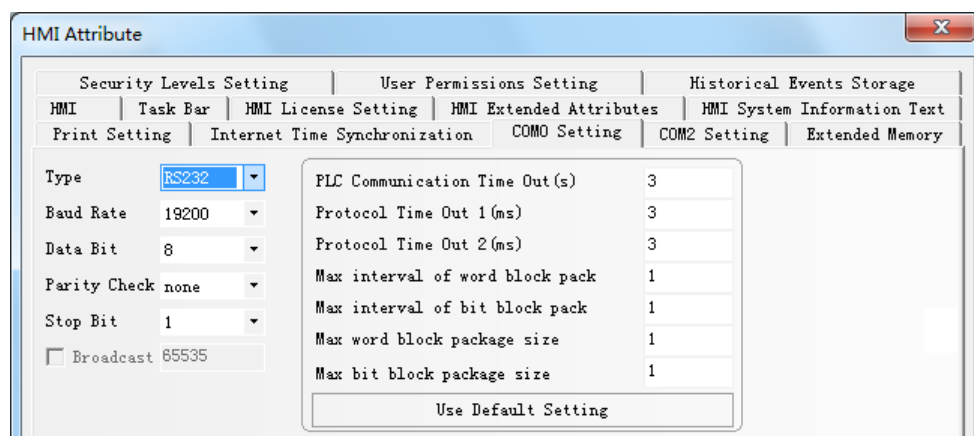 HMI Attribute
Security Levels Setting User Permissions Setting Historical Events Storage
HMI Task Bar HMI License Setting HMI Extended Attributes HMI System Information Text
Print Setting Internet Time Synchronization COM0 Setting COM2 Setting Extended Memory
Type RS232
Baud Rate 19200
Data Bit 8
Parity Check none
Stop Bit 1
Broadcast 65535
PLC Communication Time Out(s) 3
Protocol Time Out 1(ms) 3
Protocol Time Out 2(ms) 3
Max interval of word block pack 1
Max interval of bit block pack 1
Max word block package size 1
Max bit block package size 1
Use Default Setting